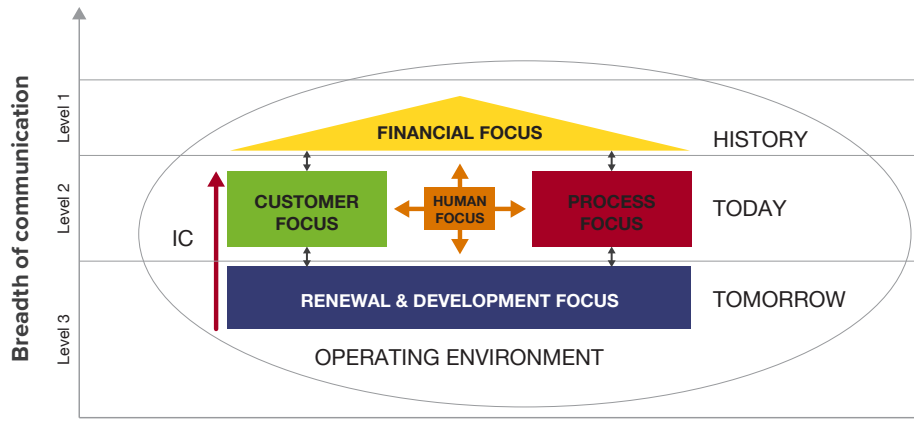 Breadth of communication
Level 1
FINANCIAL FOCUS
HISTORY
Level 2
IC
CUSTOMER
FOCUS
HUMAN
FOCUS
PROCESS
FOCUS
TODAY
Level 3
RENEWAL & DEVELOPMENT FOCUS
TOMORROW
OPERATING ENVIRONMENT